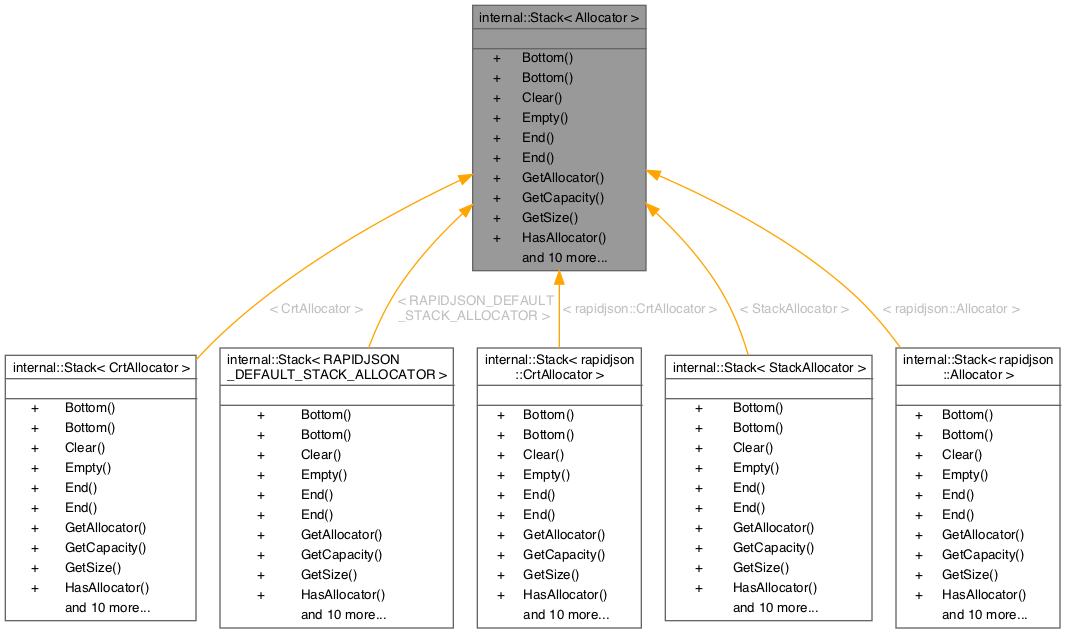 internal::Stack< Allocator >
+ Bottom()
+ Bottom()
+ Clear()
+ Empty()
+ End()
+ End()
+ GetAllocator()
+ GetCapacity()
+ GetSize()
+ HasAllocator()
and 10 more...
< CrtAllocator >
< RAPIDJSON_DEFAULT
_STACK_ALLOCATOR >
< rapidjson::CrtAllocator >
< StackAllocator >
< rapidjson::Allocator >
internal::Stack< CrtAllocator >
+ Bottom()
+ Bottom()
+ Clear()
+ Empty()
+ End()
+ End()
+ GetAllocator()
+ GetCapacity()
+ GetSize()
+ HasAllocator()
and 10 more...
internal::Stack< RAPIDJSON
_DEFAULT_STACK_ALLOCATOR >
+ Bottom()
+ Bottom()
+ Clear()
+ Empty()
+ End()
+ End()
+ GetAllocator()
+ GetCapacity()
+ GetSize()
+ HasAllocator()
and 10 more...
internal::Stack< rapidjson
::CrtAllocator >
+ Bottom()
+ Bottom()
+ Clear()
+ Empty()
+ End()
+ End()
+ GetAllocator()
+ GetCapacity()
+ GetSize()
+ HasAllocator()
and 10 more...
internal::Stack< StackAllocator >
+ Bottom()
+ Bottom()
+ Clear()
+ Empty()
+ End()
+ End()
+ GetAllocator()
+ GetCapacity()
+ GetSize()
+ HasAllocator()
and 10 more...
internal::Stack< rapidjson
::Allocator >
+ Bottom()
+ Bottom()
+ Clear()
+ Empty()
+ End()
+ End()
+ GetAllocator()
+ GetCapacity()
+ GetSize()
+ HasAllocator()
and 10 more...